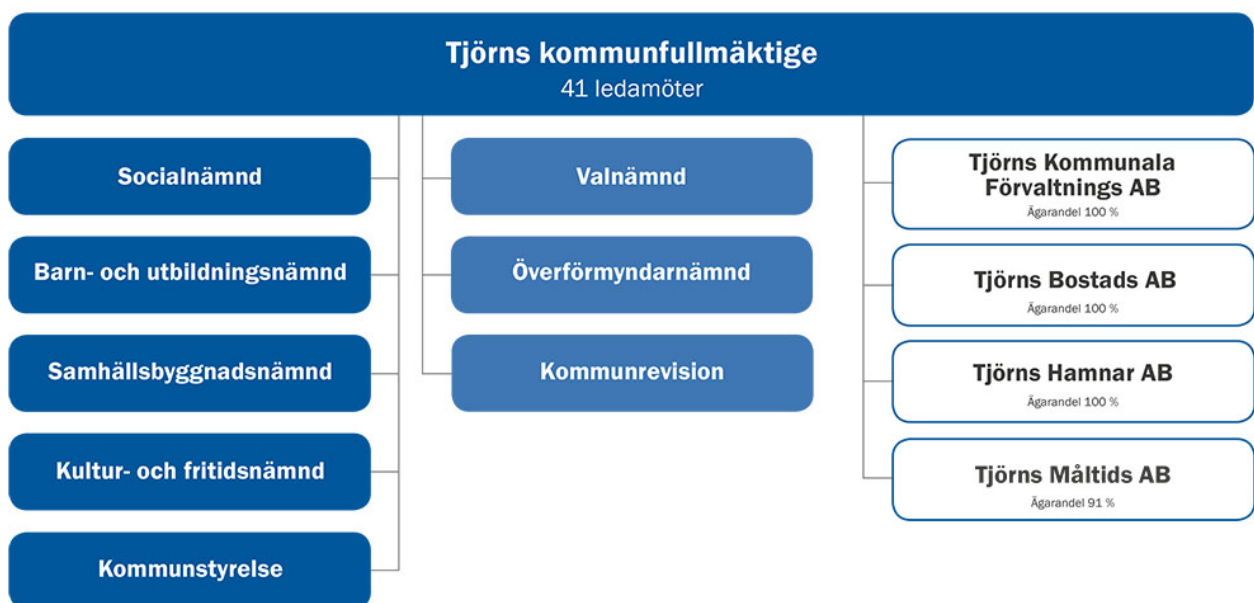 Tjörns kommunfullmäktige
41 ledamöter
Socialnämnd
Barn- och utbildningsnämnd
Samhällsbyggnadsnämnd
Kultur- och fritidsnämnd
Kommunstyrelse
Valnämnd
Överförmyndarnämnd
Kommunrevision
Tjörns Kommunala
Förvaltnings AB
Ägarandel 100 %
Tjörns Bostads AB
Ägarandel 100 %
Tjörns Hamnar AB
Ägarandel 100 %
Tjörns Måltids AB
Ägarandel 91 %